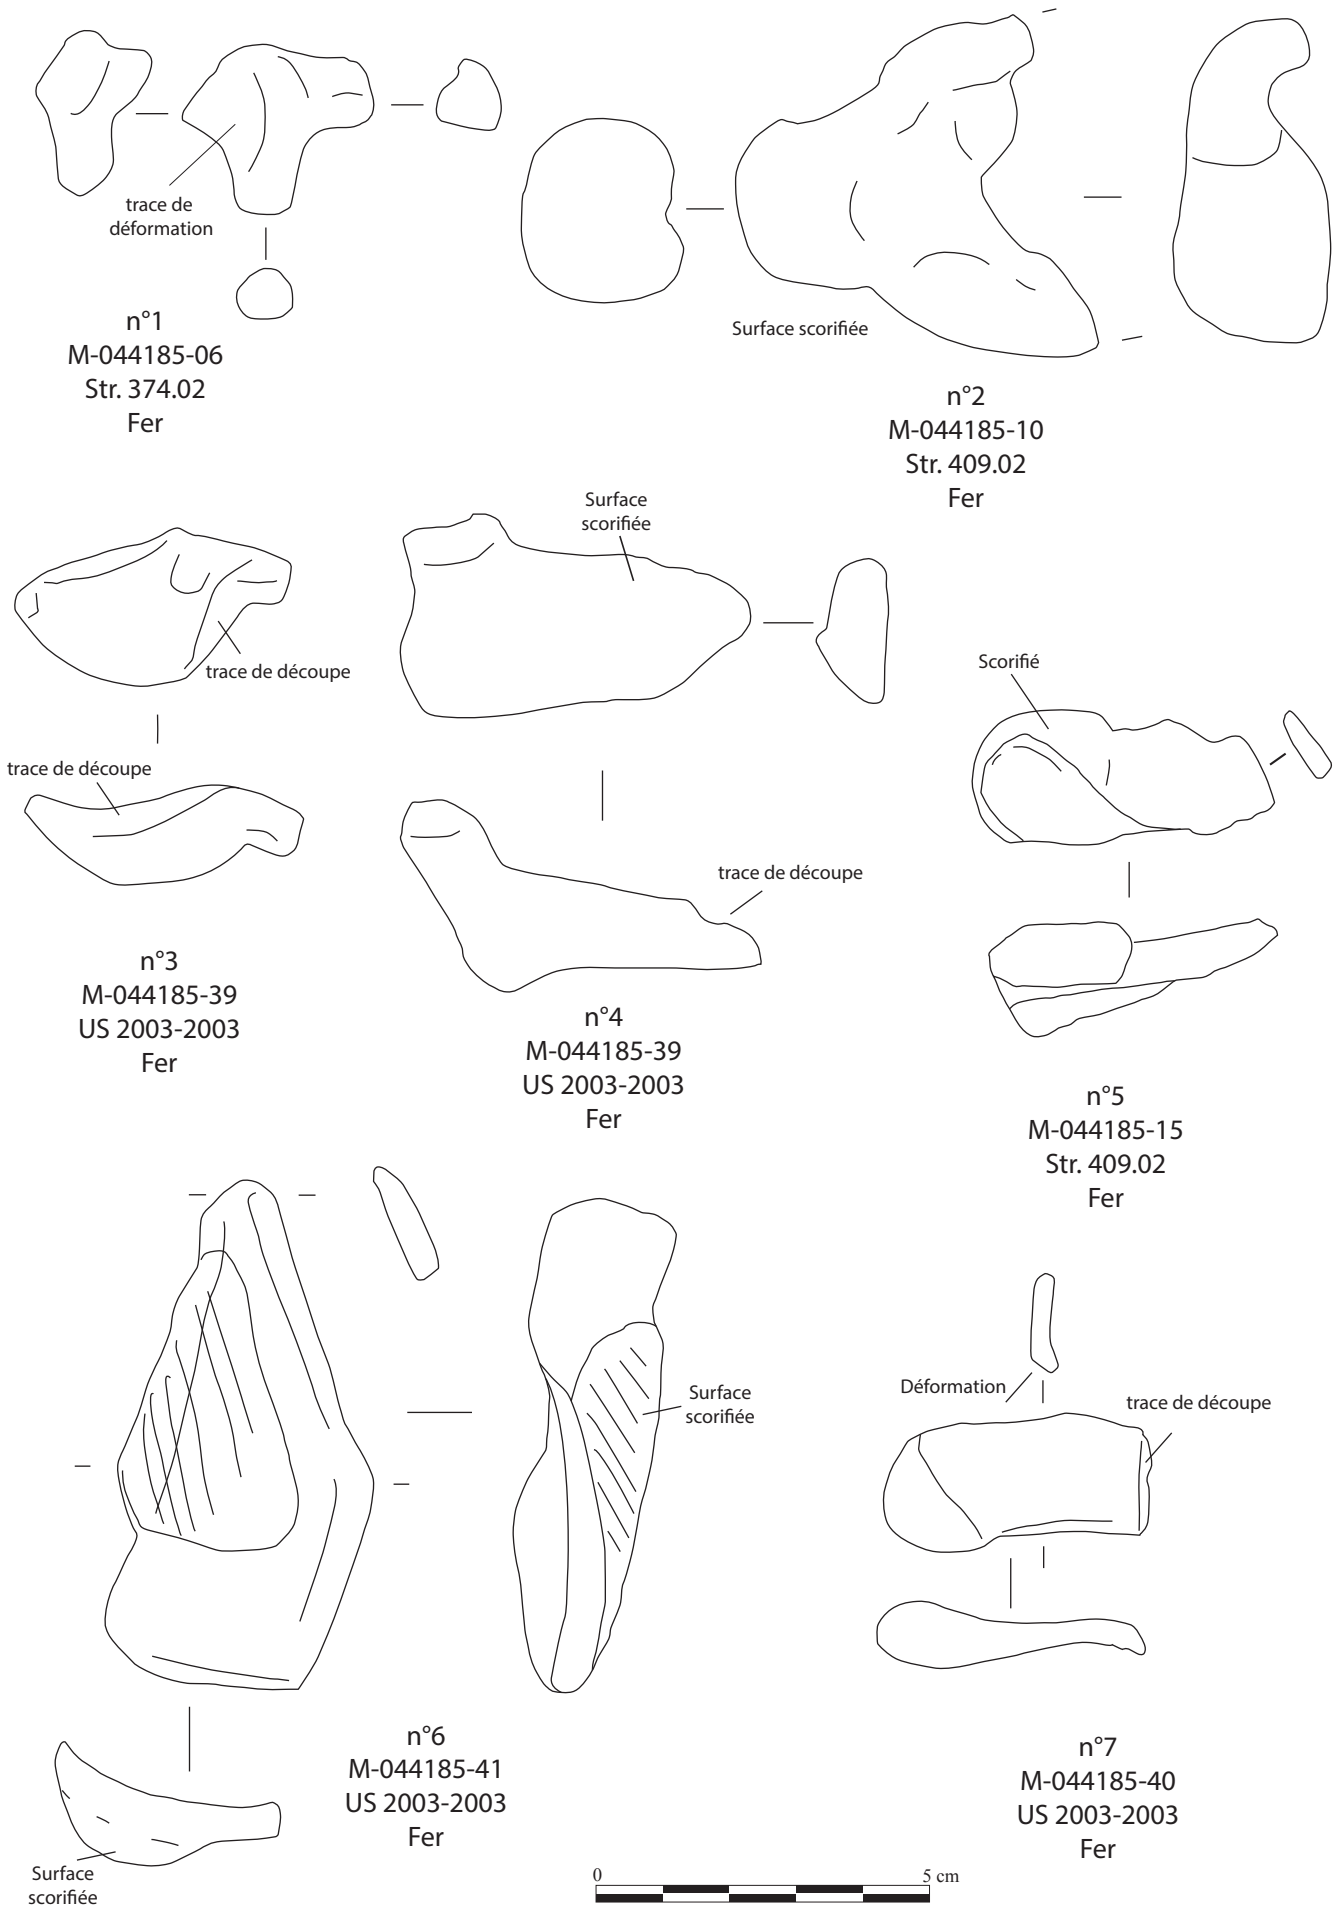 trace de
déformation
n°1
M-044185-06
Str. 374.02
Fer
Surface scorifiée
n°2
M-044185-10
Str. 409.02
Fer
trace de découpe
trace de découpe
n°3
M-044185-39
US 2003-2003
Fer
Surface
scorifiée
trace de découpe
n°4
M-044185-39
US 2003-2003
Fer
Scorifié
n°5
M-044185-15
Str. 409.02
Fer
Surface
scorifiée
Surface
scorifiée
n°6
M-044185-41
US 2003-2003
Fer
Déformation
trace de découpe
n°7
M-044185-40
US 2003-2003
Fer
0 5 cm